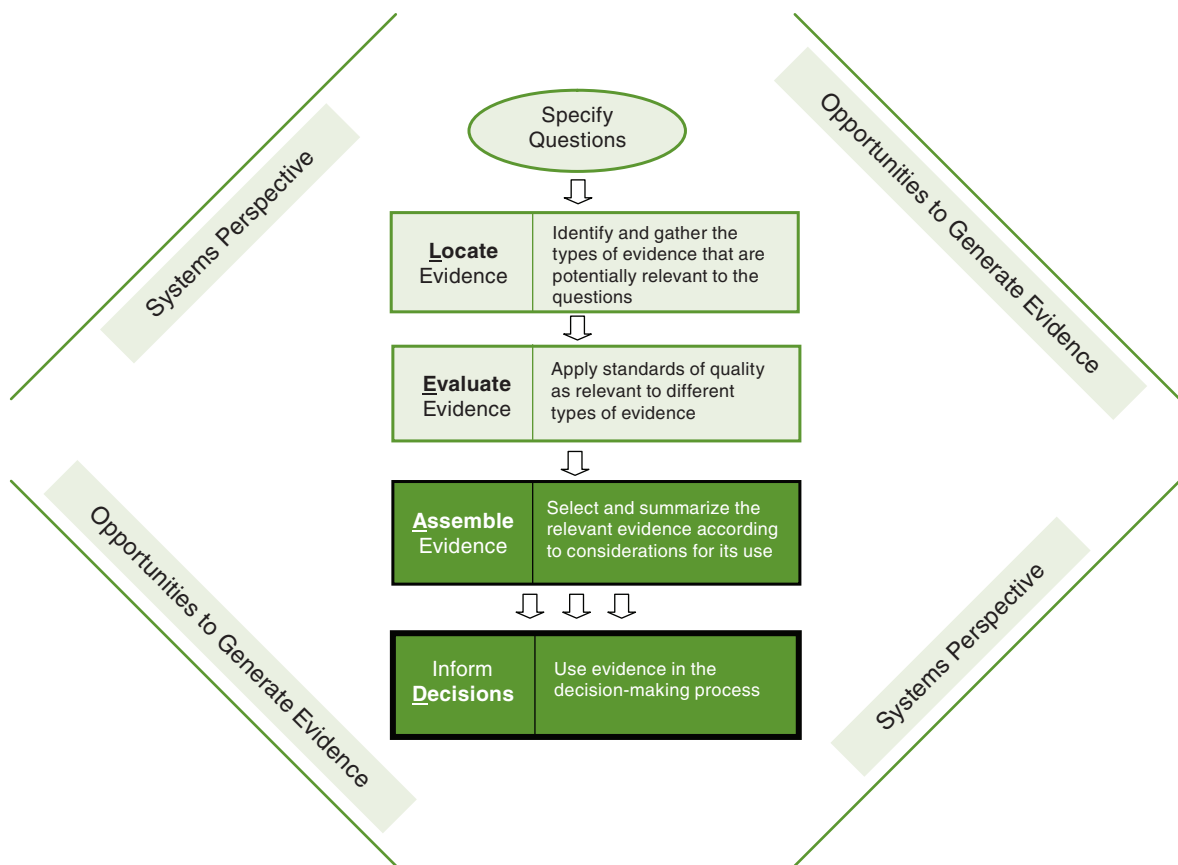 Systems Perspective
Opportunities to Generate Evidence
Specify
Questions
Locate
Evidence
Identify and gather the
types of evidence that are
potentially relevant to the
questions
Evaluate
Evidence
Apply standards of quality
as relevant to different
types of evidence
Assemble
Evidence
Select and summarize the
relevant evidence according
to considerations for its use
Inform
Decisions
Use evidence in the
decision-making process
Opportunities to Generate Evidence
Systems Perspective